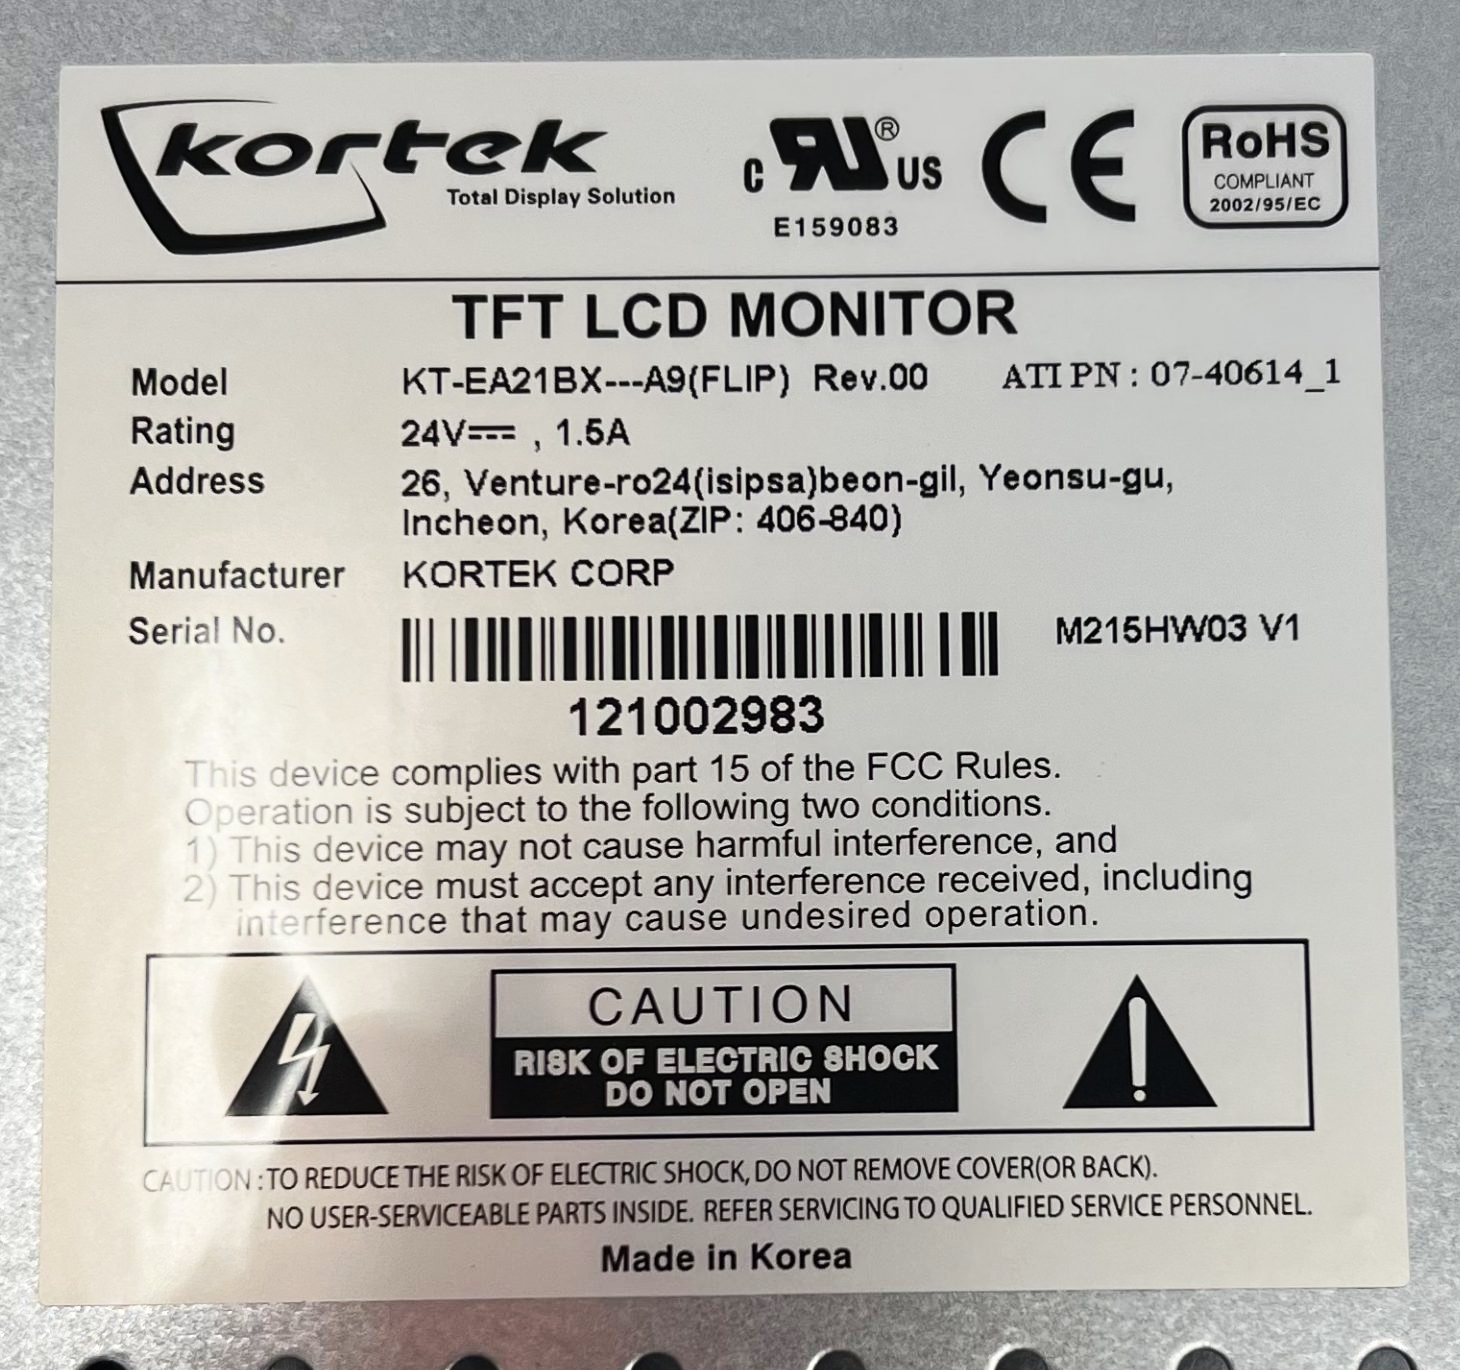 kortek
Total Display Solution
c RU® US
E159083
CE
RoHS
COMPLIANT
2002/95/EC
TFT LCD MONITOR
Model KT-EA21BX---A9(FLIP) Rev.00 ATI PN : 07-40614_1
Rating 24V⎓ , 1.5A
Address 26, Venture-ro24(isipsa)beon-gil, Yeonsu-gu,
Incheon, Korea(ZIP: 406-840)
Manufacturer KORTEK CORP
Serial No. M215HW03 V1
121002983
This device complies with part 15 of the FCC Rules.
Operation is subject to the following two conditions.
1) This device may not cause harmful interference, and
2) This device must accept any interference received, including
interference that may cause undesired operation.
CAUTION
RISK OF ELECTRIC SHOCK
DO NOT OPEN
CAUTION : TO REDUCE THE RISK OF ELECTRIC SHOCK, DO NOT REMOVE COVER(OR BACK).
NO USER-SERVICEABLE PARTS INSIDE. REFER SERVICING TO QUALIFIED SERVICE PERSONNEL.
Made in Korea